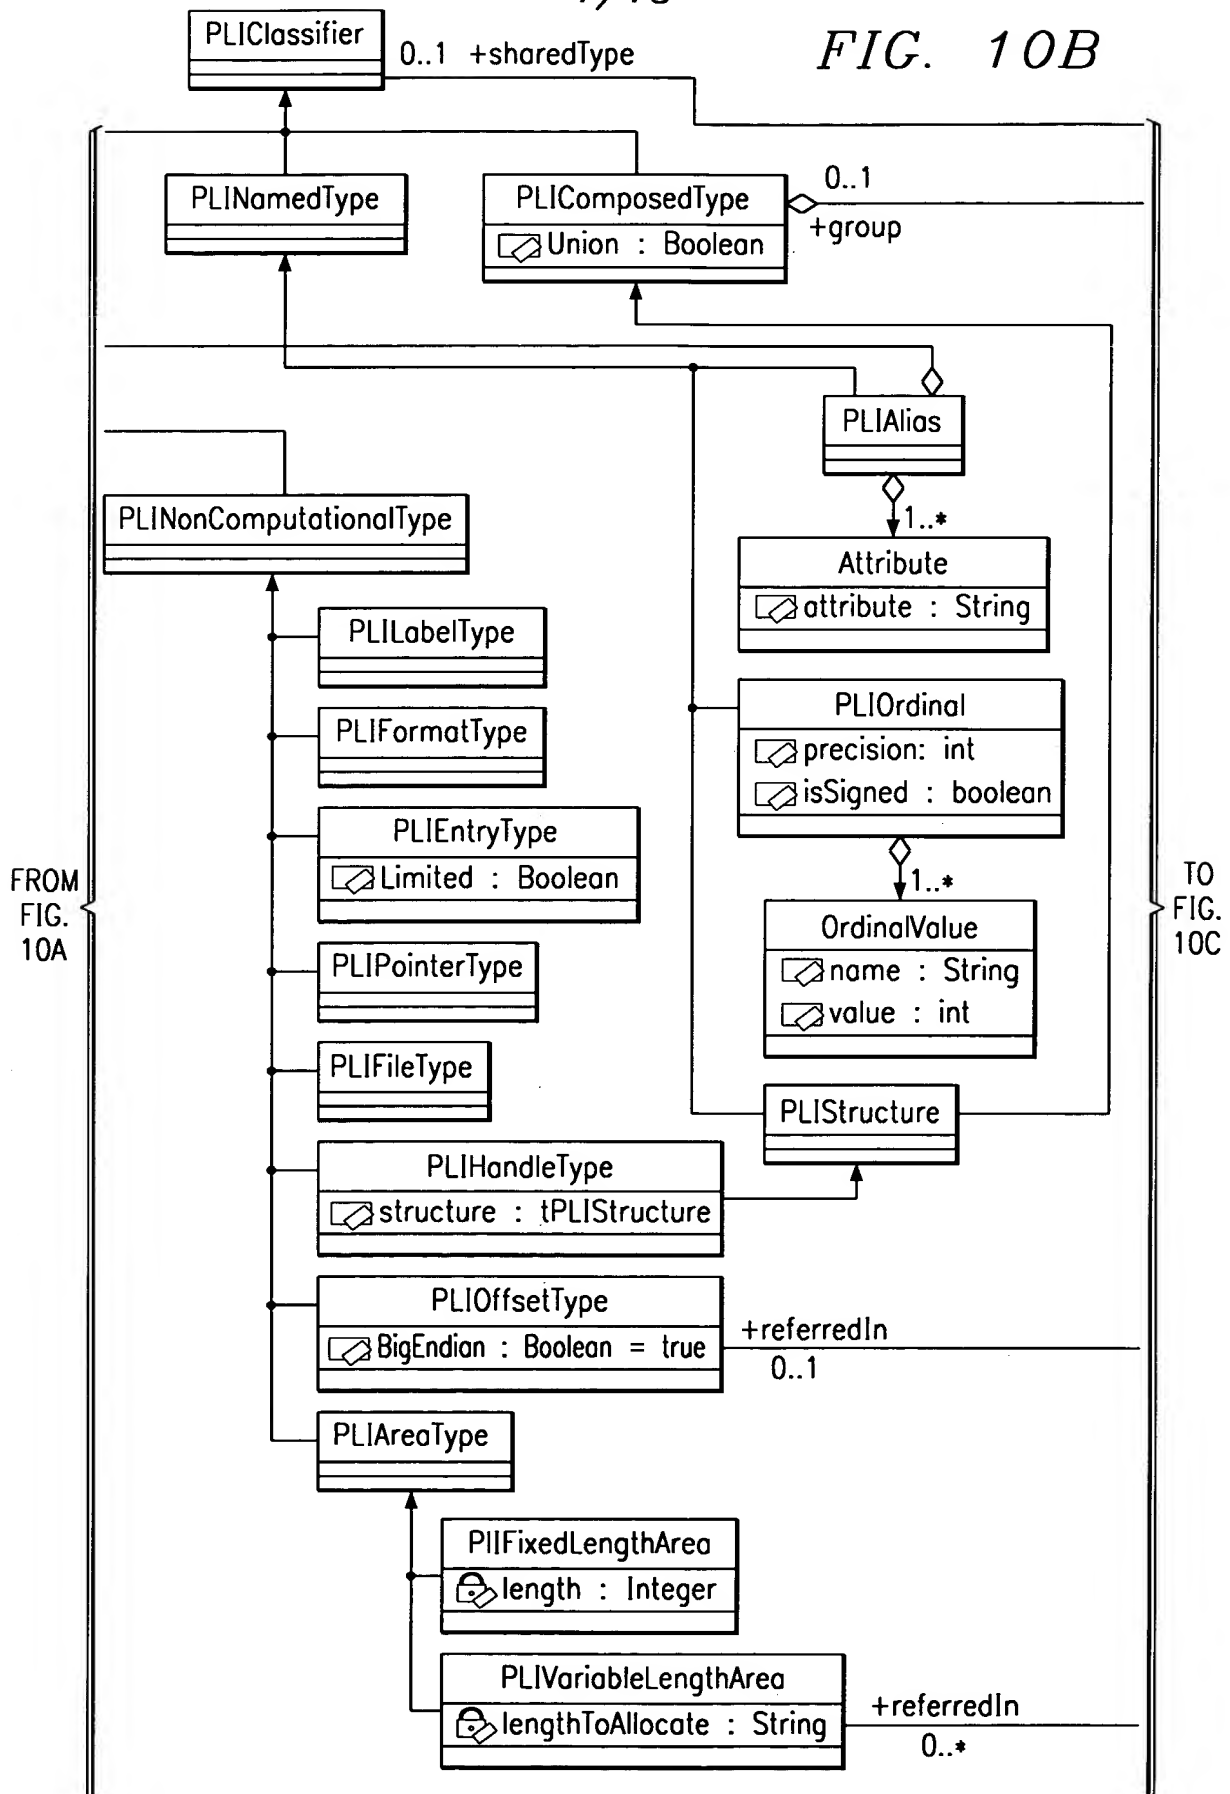 FIG. 10B
PLIClassifier
0..1 +sharedType
PLINamedType
PLIComposedType
Union : Boolean
0..1
+group
PLIAlias
1..*
PLINonComputationalType
Attribute
attribute : String
PLILabelType
PLIOrdinal
precision: int
isSigned : boolean
PLIFormatType
PLIEntryType
Limited : Boolean
1..*
FROM
FIG.
10A
TO
FIG.
10C
OrdinalValue
name : String
value : int
PLIPointerType
PLIFileType
PLIStructure
PLIHandleType
structure : tPLIStructure
PLIOffsetType
BigEndian : Boolean = true
+referredIn
0..1
PLIAreaType
PIIFixedLengthArea
length : Integer
PLIVariableLengthArea
lengthToAllocate : String
+referredIn
0..*